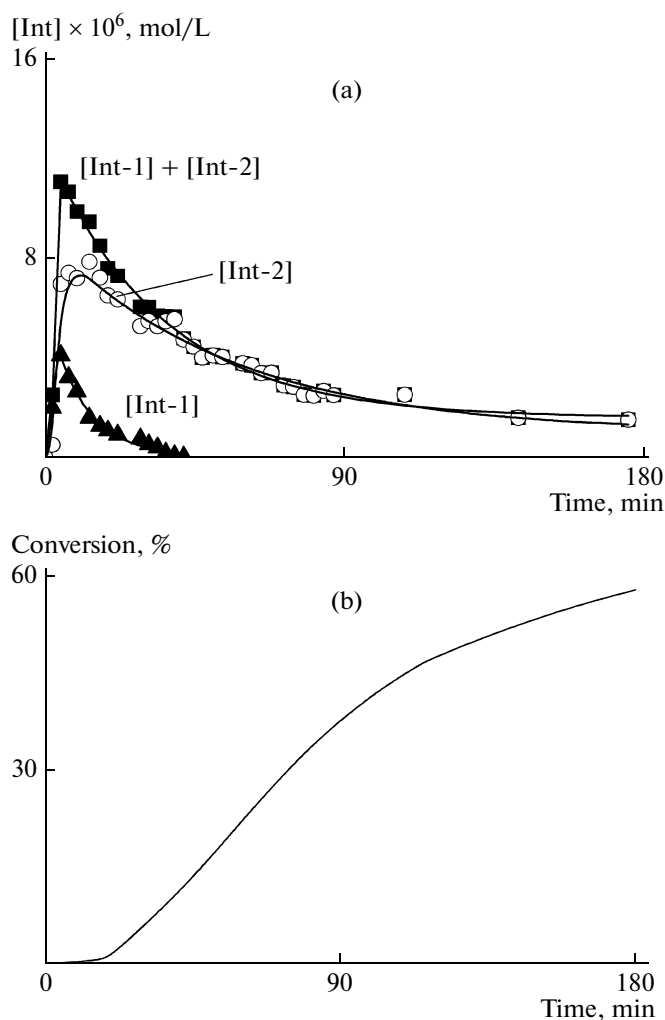 [Int] × 10⁶, mol/L
16
(a)
[Int-1] + [Int-2]
8
[Int-2]
[Int-1]
0
90
180
Time, min
Conversion, %
60
(b)
30
0
90
180
Time, min